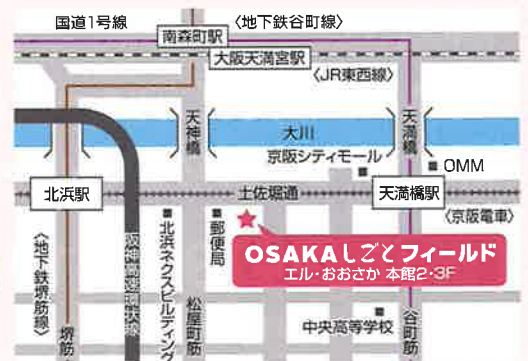 国道1号線
〈地下鉄谷町線〉
南森町駅
大阪天満宮駅
〈JR東西線〉
天神橋
大川
天満橋
京阪シティモール
OMM
北浜駅
土佐堀通
天満橋駅
〈京阪電車〉
〈地下鉄堺筋線〉
阪神高速環状線
北浜ネクスビルディング
郵便局
OSAKAしごとフィールド
エル・おおさか 本館2・3F
松屋町筋
中央高等学校
堺筋
谷町筋